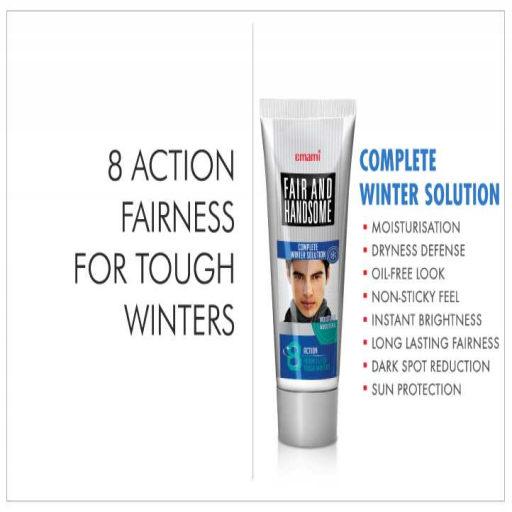 8 ACTION
FAIRNESS
FOR TOUGH
WINTERS
emami
FAIR AND
HANDSOME
COMPLETE
WINTER SOLUTION
8
ACTION
COMPLETE
WINTER SOLUTION
MOISTURISATION
DRYNESS DEFENSE
OIL-FREE LOOK
NON-STICKY FEEL
INSTANT BRIGHTNESS
LONG LASTING FAIRNESS
DARK SPOT REDUCTION
SUN PROTECTION